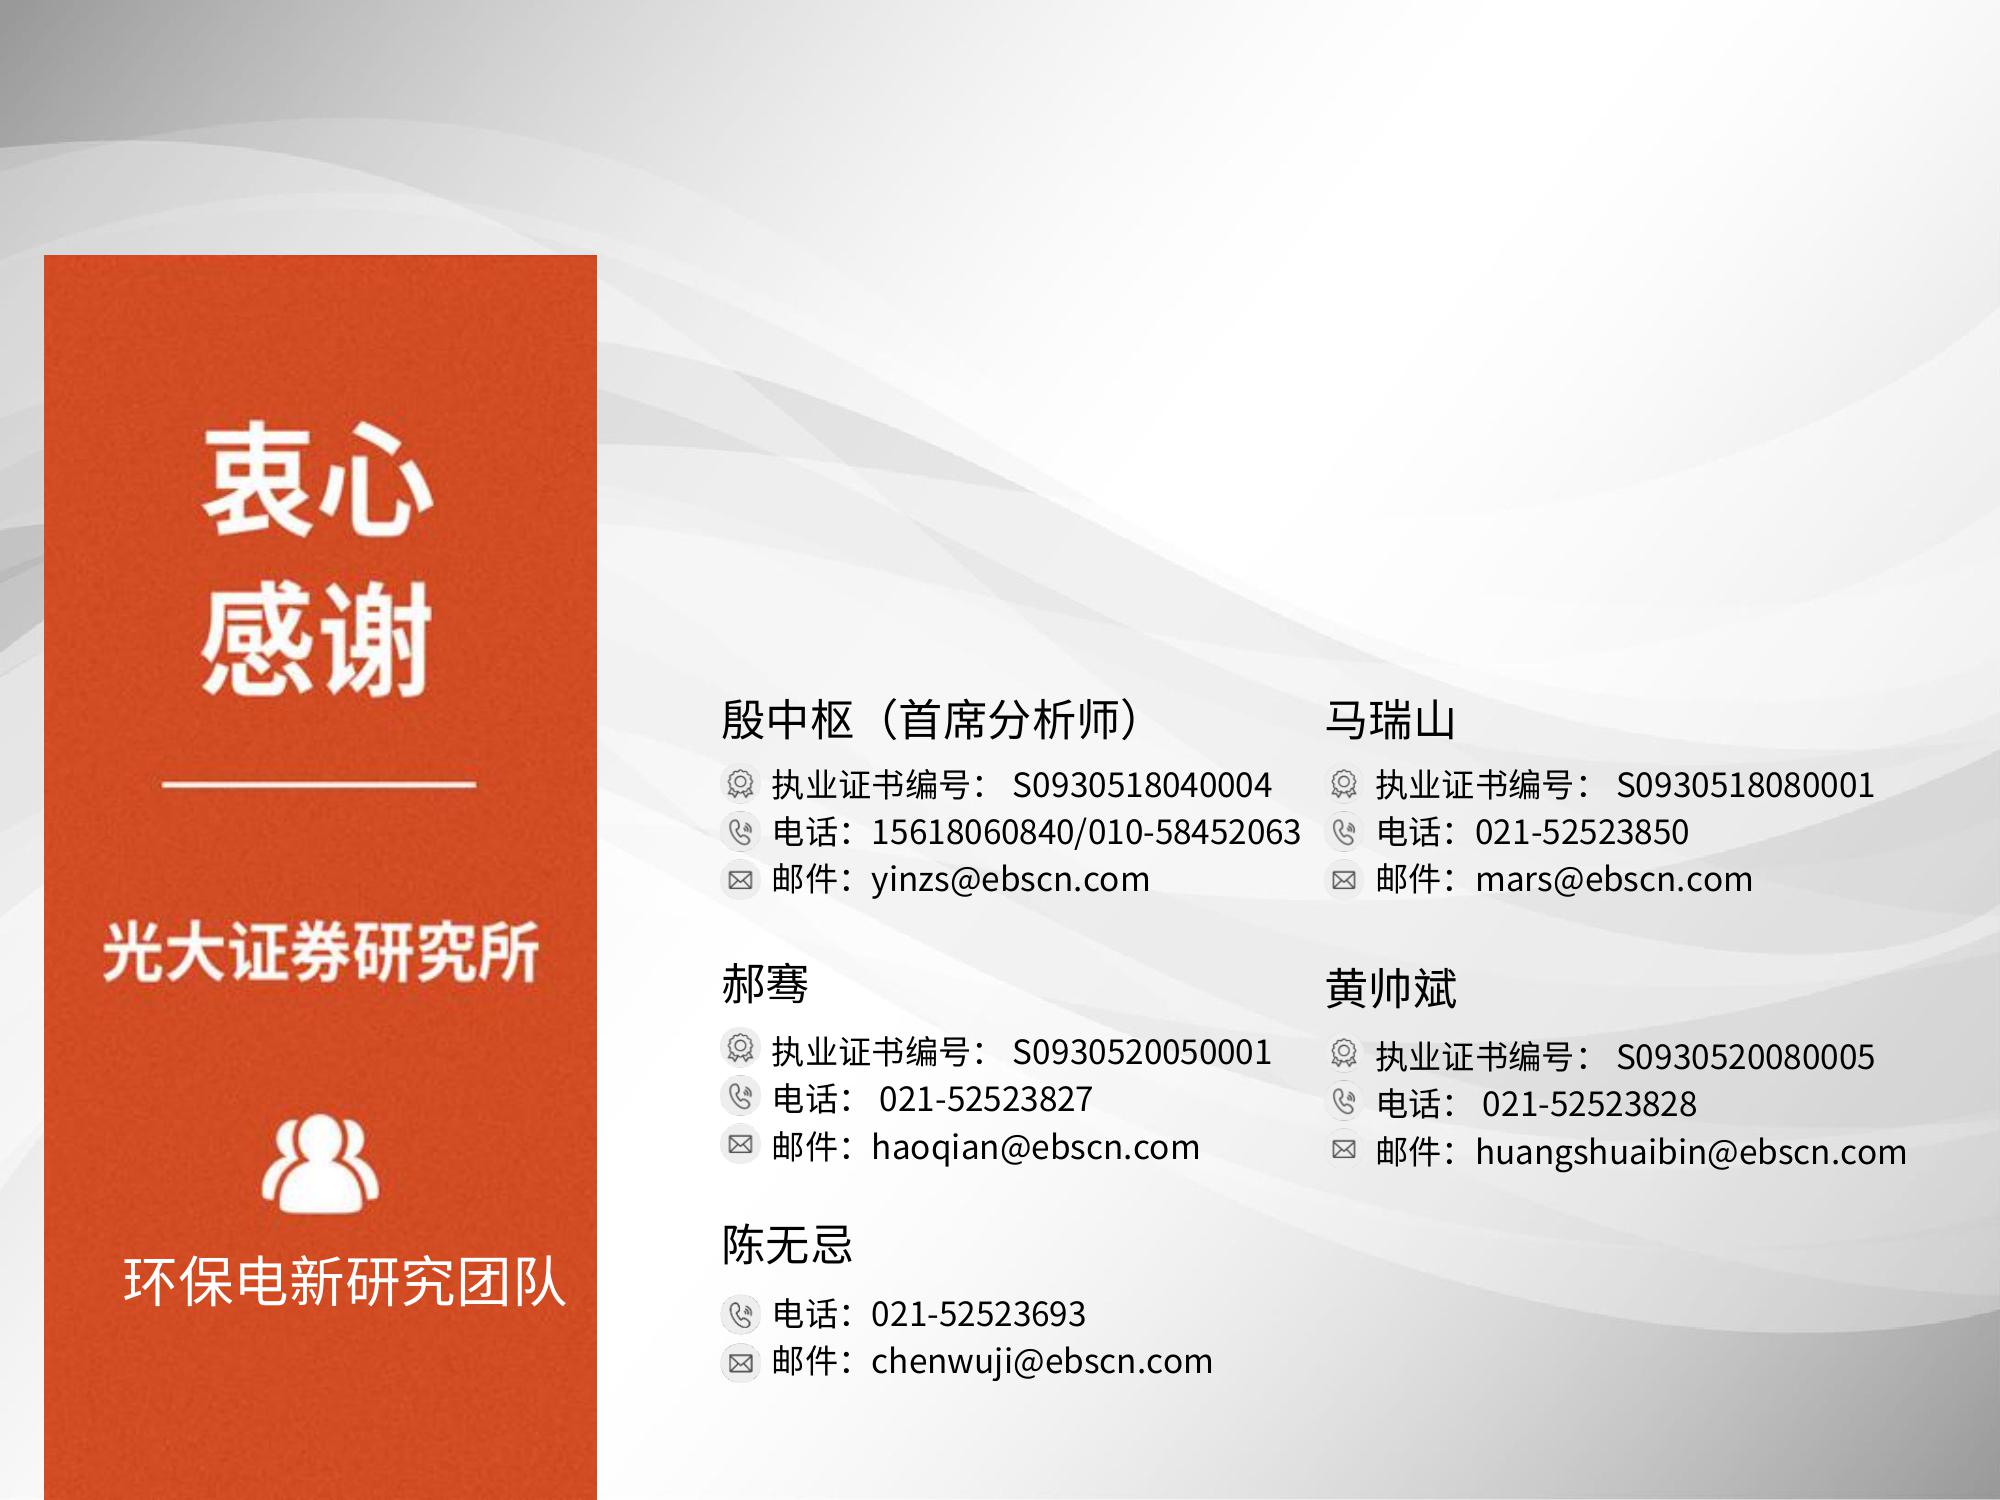 衷心
感谢
光大证券研究所
环保电新研究团队
殷中枢（首席分析师）
执业证书编号： S0930518040004
电话：15618060840/010-58452063
邮件：yinzs@ebscn.com
马瑞山
执业证书编号： S0930518080001
电话：021-52523850
邮件：mars@ebscn.com
郝骞
执业证书编号： S0930520050001
电话： 021-52523827
邮件：haoqian@ebscn.com
黄帅斌
执业证书编号： S0930520080005
电话： 021-52523828
邮件：huangshuaibin@ebscn.com
陈无忌
电话：021-52523693
邮件：chenwuji@ebscn.com